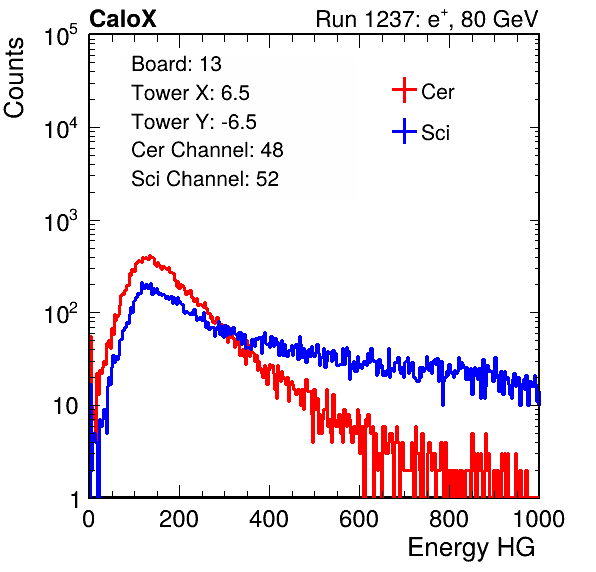 CaloX Run 1237: e⁺, 80 GeV
Counts
10⁵
10⁴
10³
10²
10
1
Board: 13
Tower X: 6.5
Tower Y: -6.5
Cer Channel: 48
Sci Channel: 52
Cer
Sci
0 200 400 600 800 1000
Energy HG